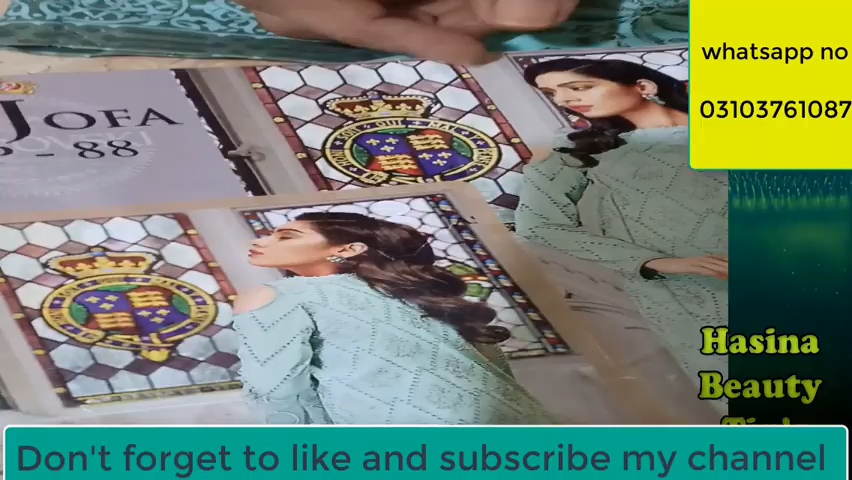 whatsapp no
03103761087
JOFA
- 88
Hasina
Beauty
Don't forget to like and subscribe my channel